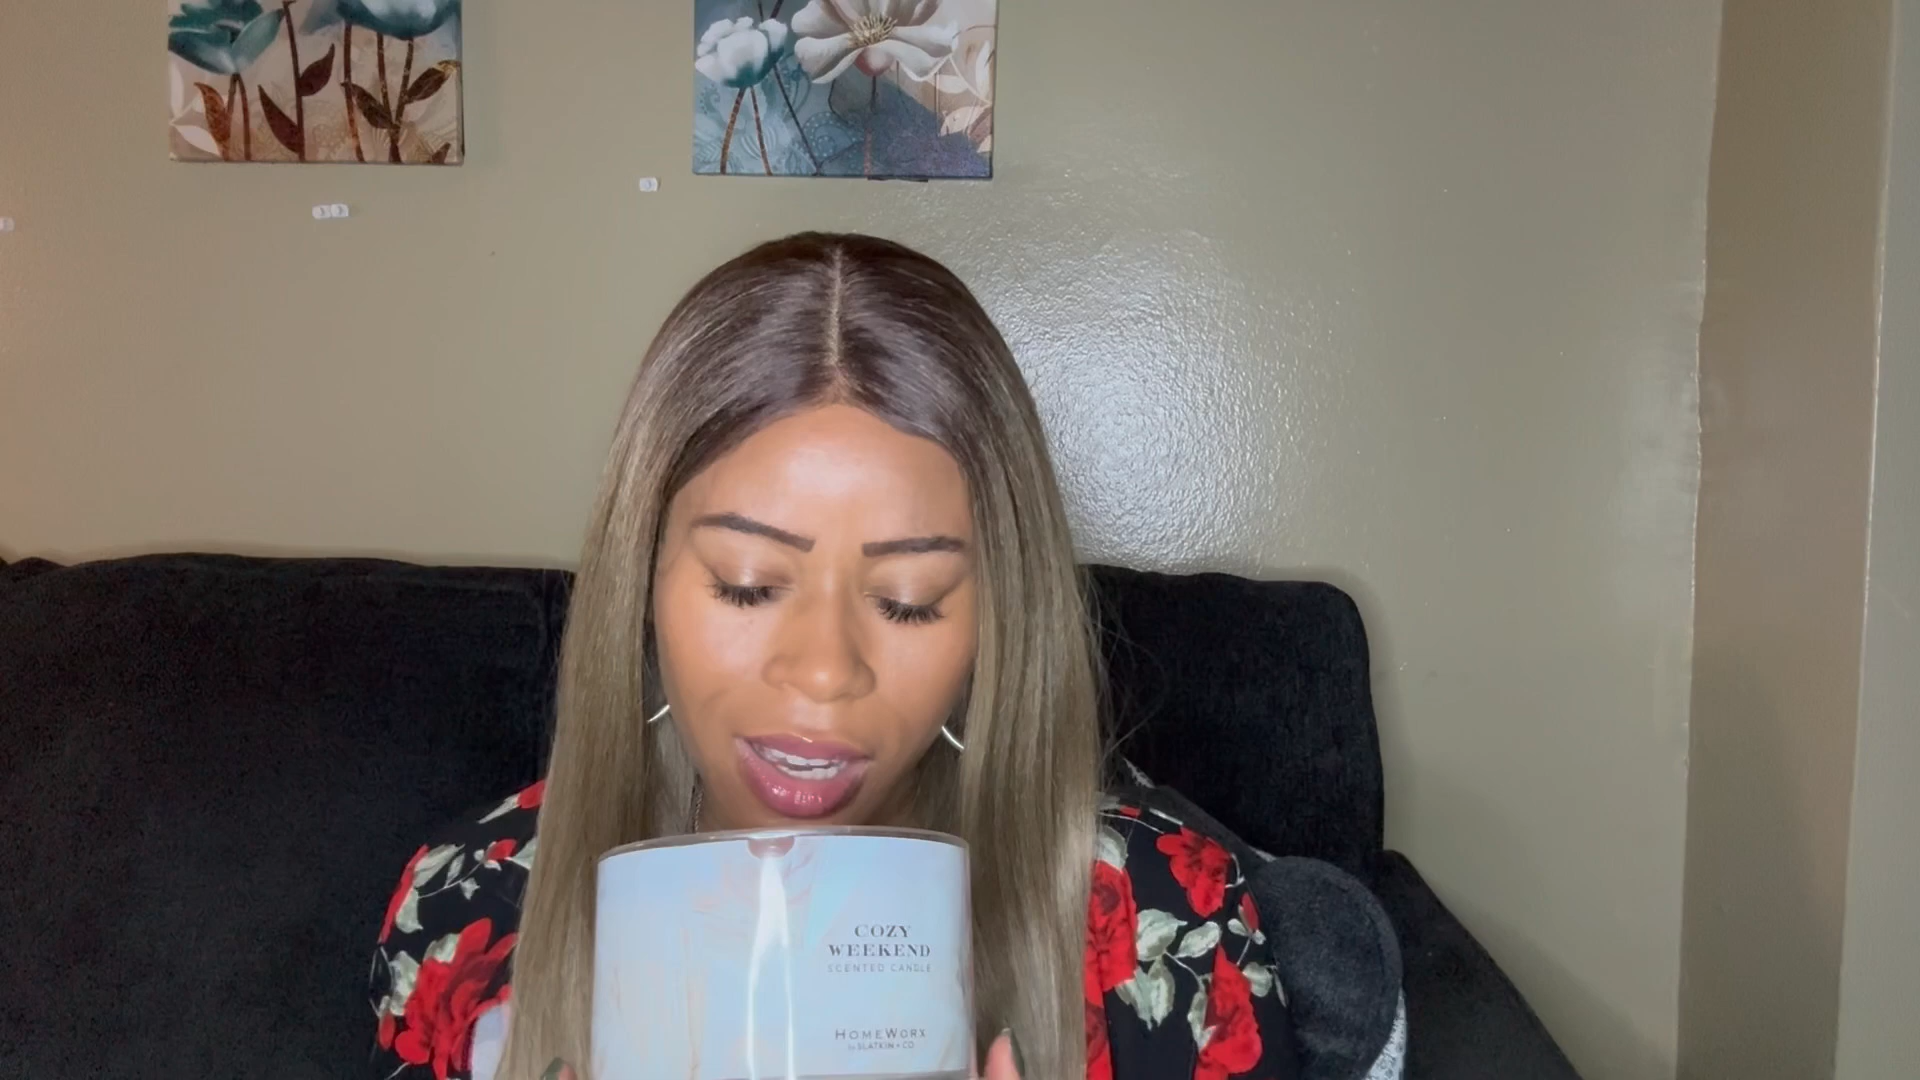 COZY
WEEKEND
SCENTED CANDLE
HOMEWORX
by SLATKIN + CO